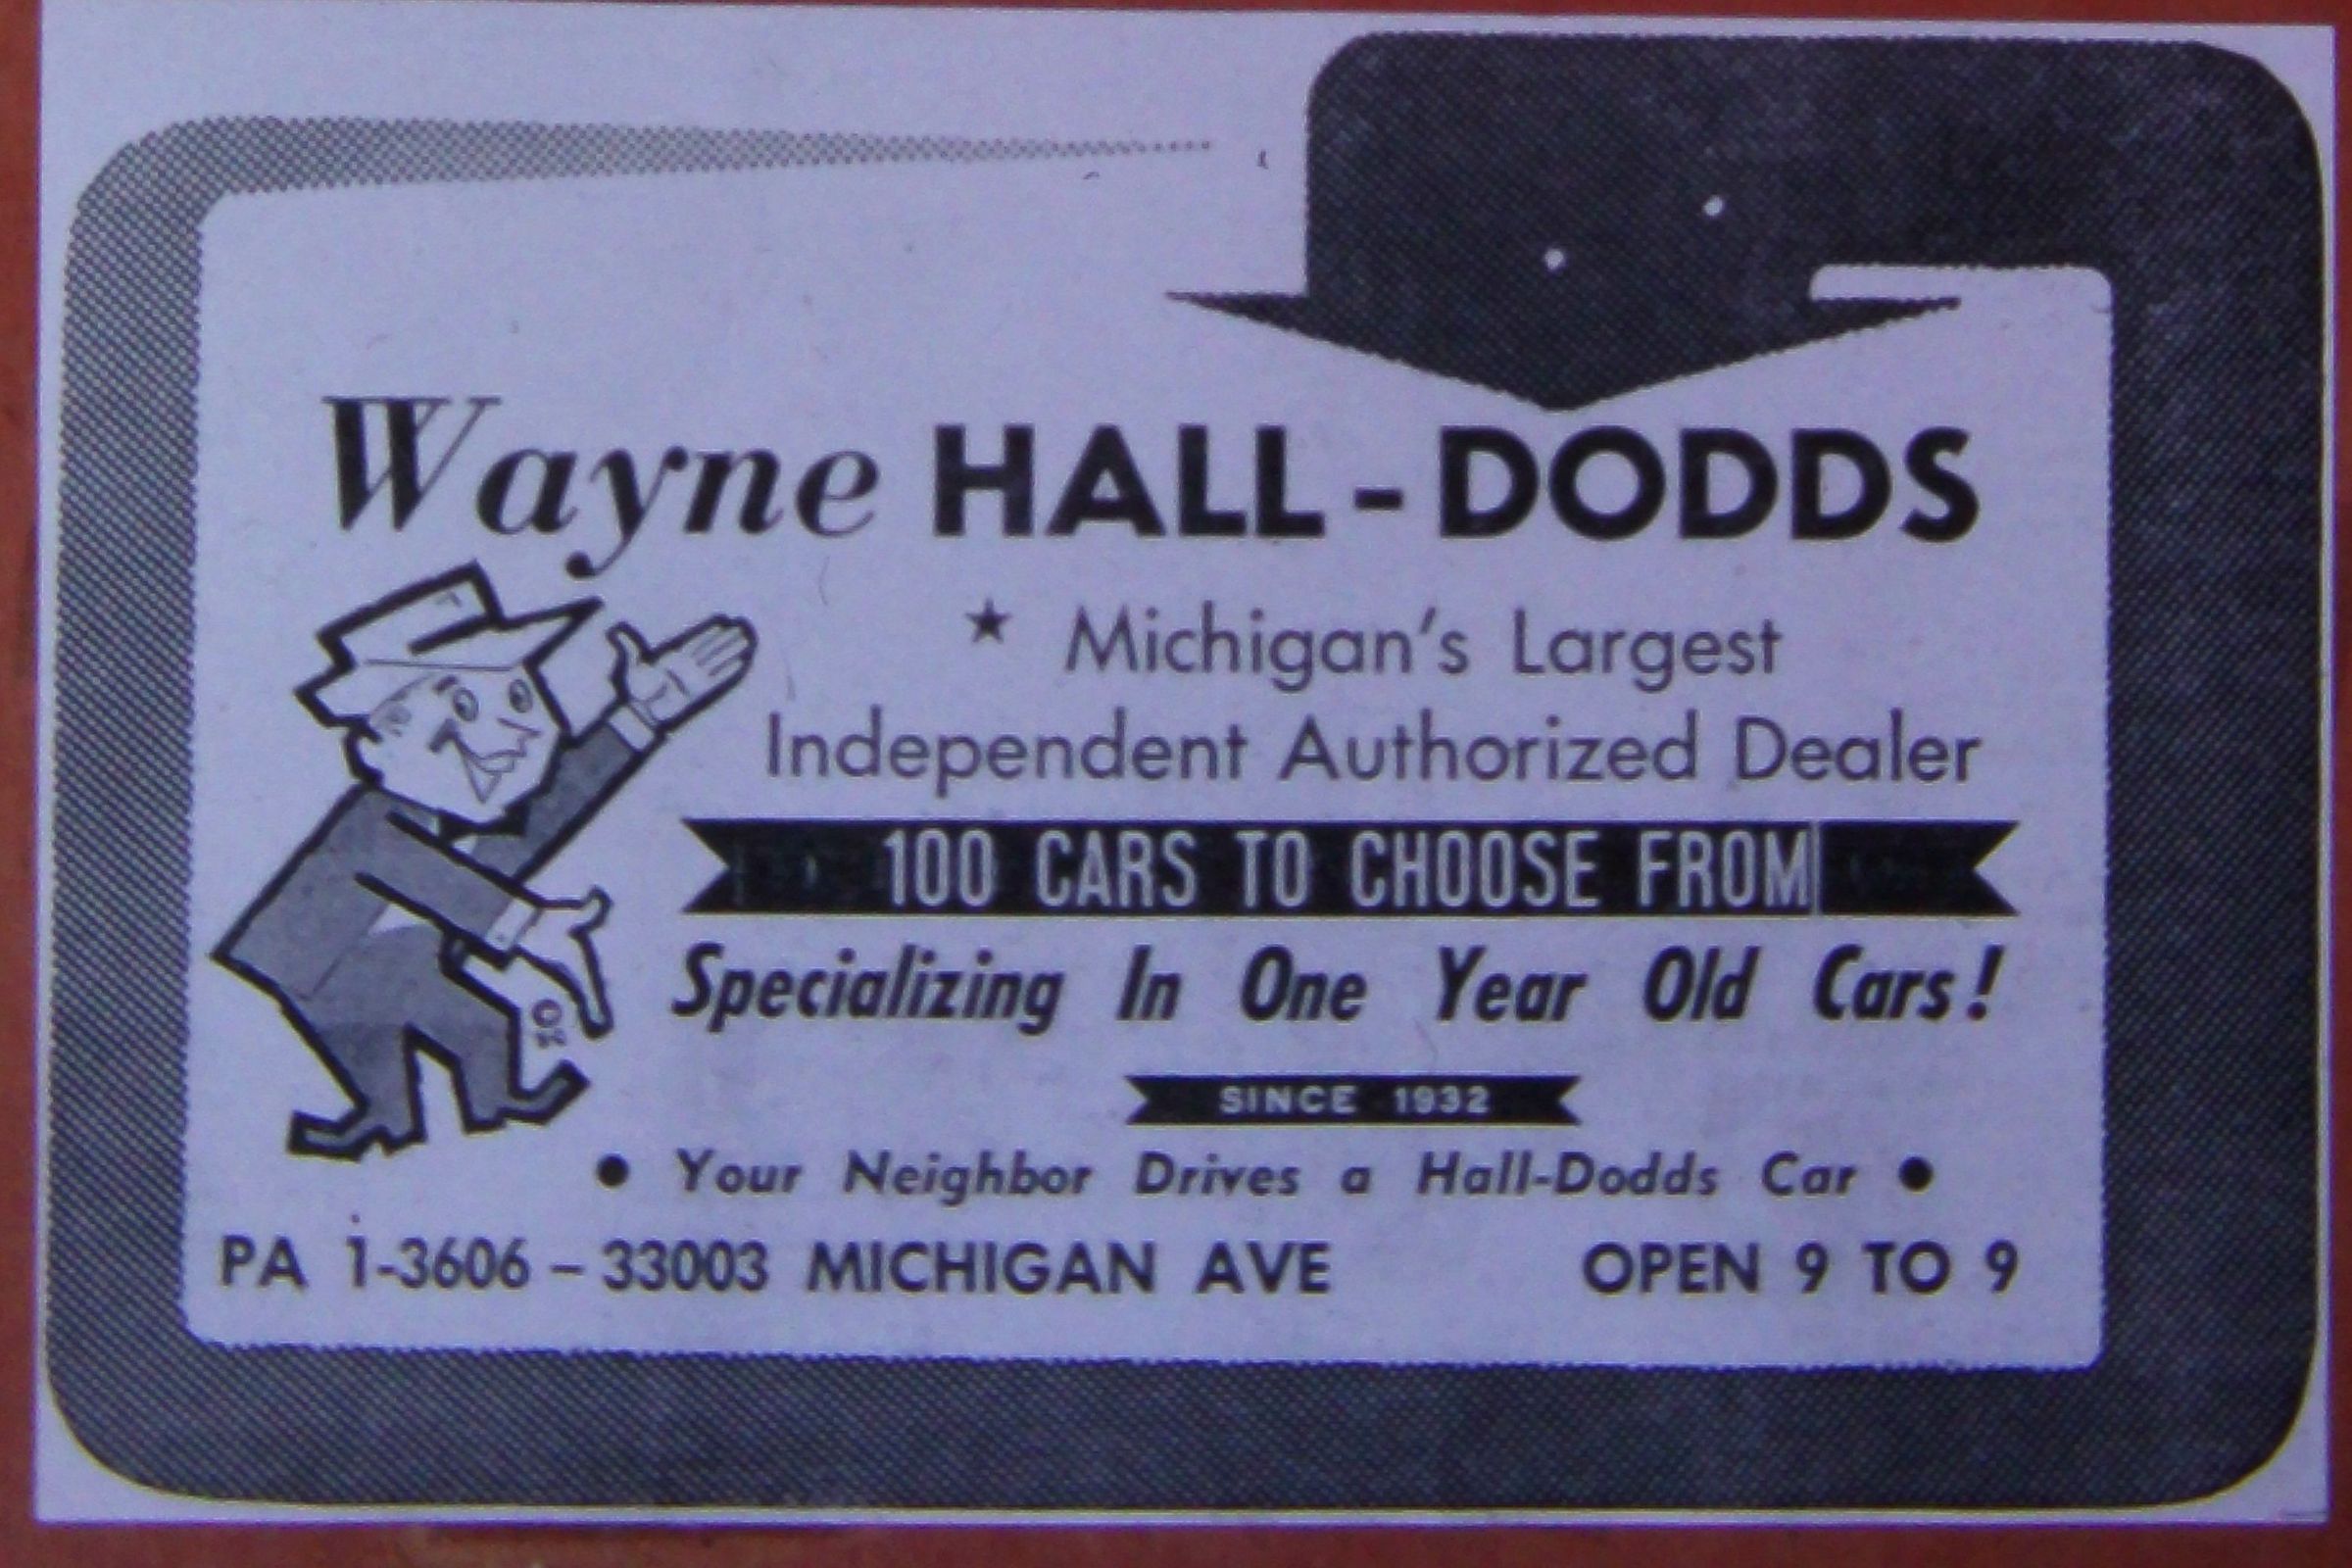 Wayne HALL - DODDS
★ Michigan's Largest
Independent Authorized Dealer
100 CARS TO CHOOSE FROM
Specializing In One Year Old Cars!
SINCE 1932
• Your Neighbor Drives a Hall-Dodds Car •
PA 1-3606 – 33003 MICHIGAN AVE OPEN 9 TO 9